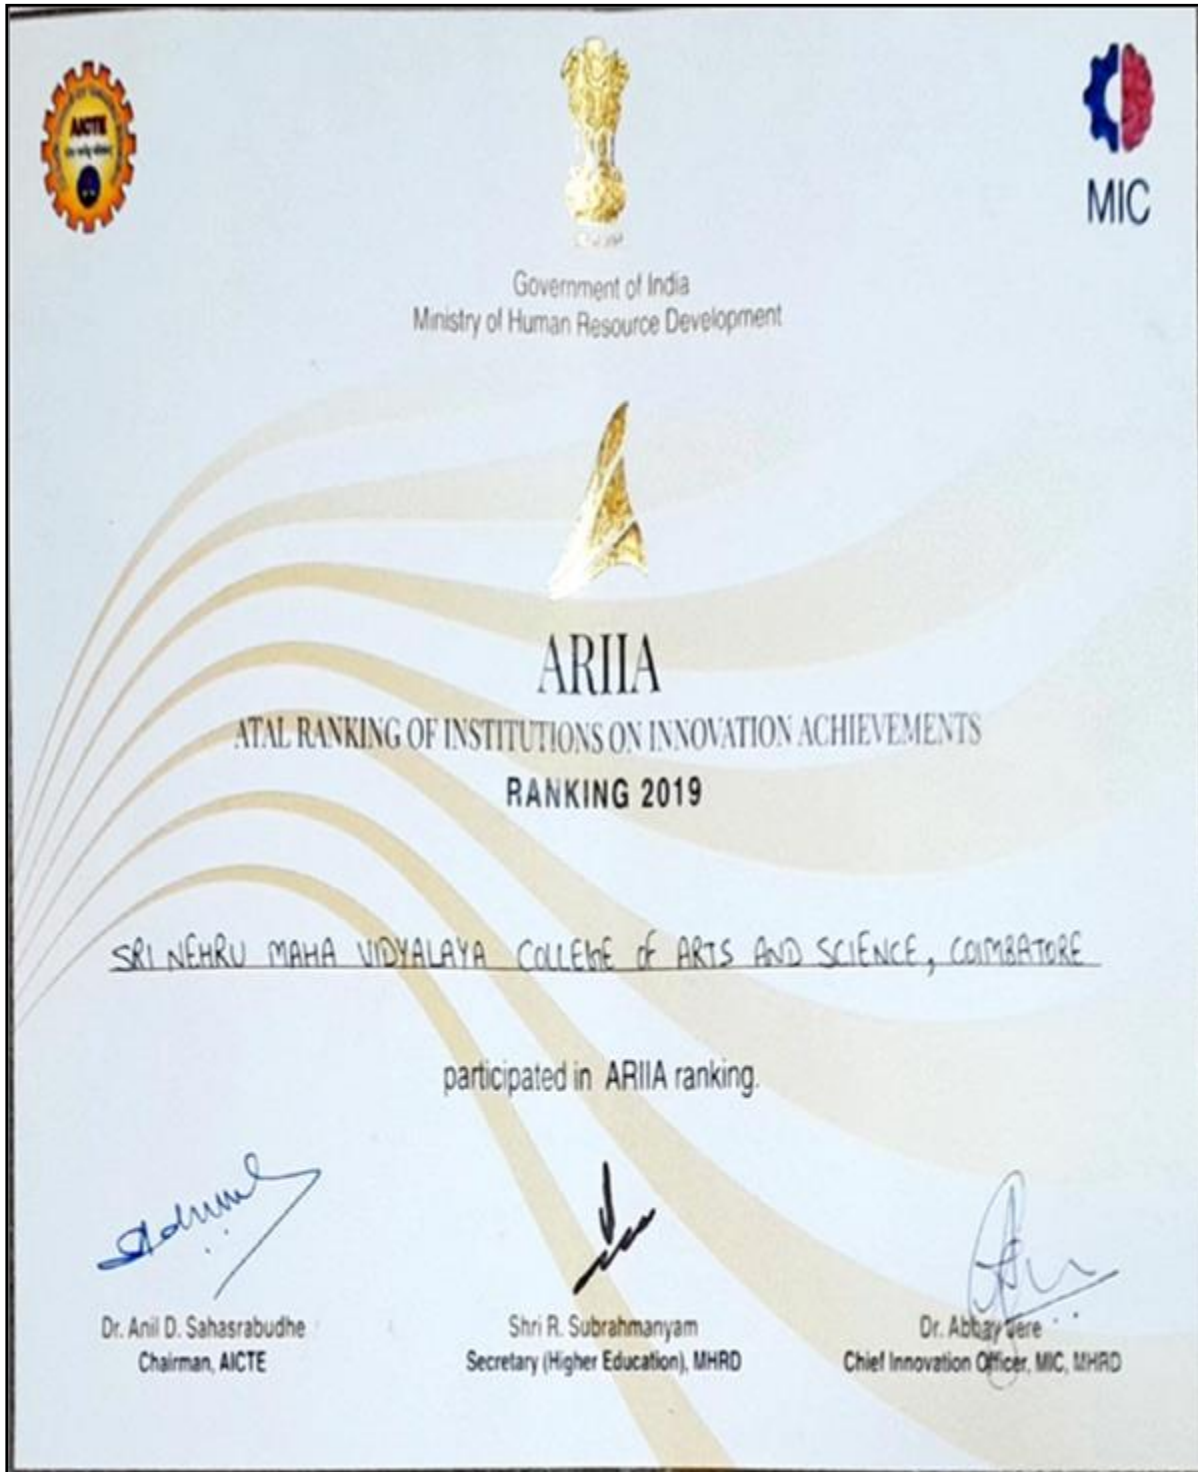 AICTE
MIC
Government of India
Ministry of Human Resource Development
ARIIA
ATAL RANKING OF INSTITUTIONS ON INNOVATION ACHIEVEMENTS
RANKING 2019
SRI NEHRU MAHA VIDYALAYA COLLEGE OF ARTS AND SCIENCE, COIMBATORE
participated in ARIIA ranking.
Dr. Anil D. Sahasrabudhe
Chairman, AICTE
Shri R. Subrahmanyam
Secretary (Higher Education), MHRD
Dr. Abhay Jere
Chief Innovation Officer, MIC, MHRD